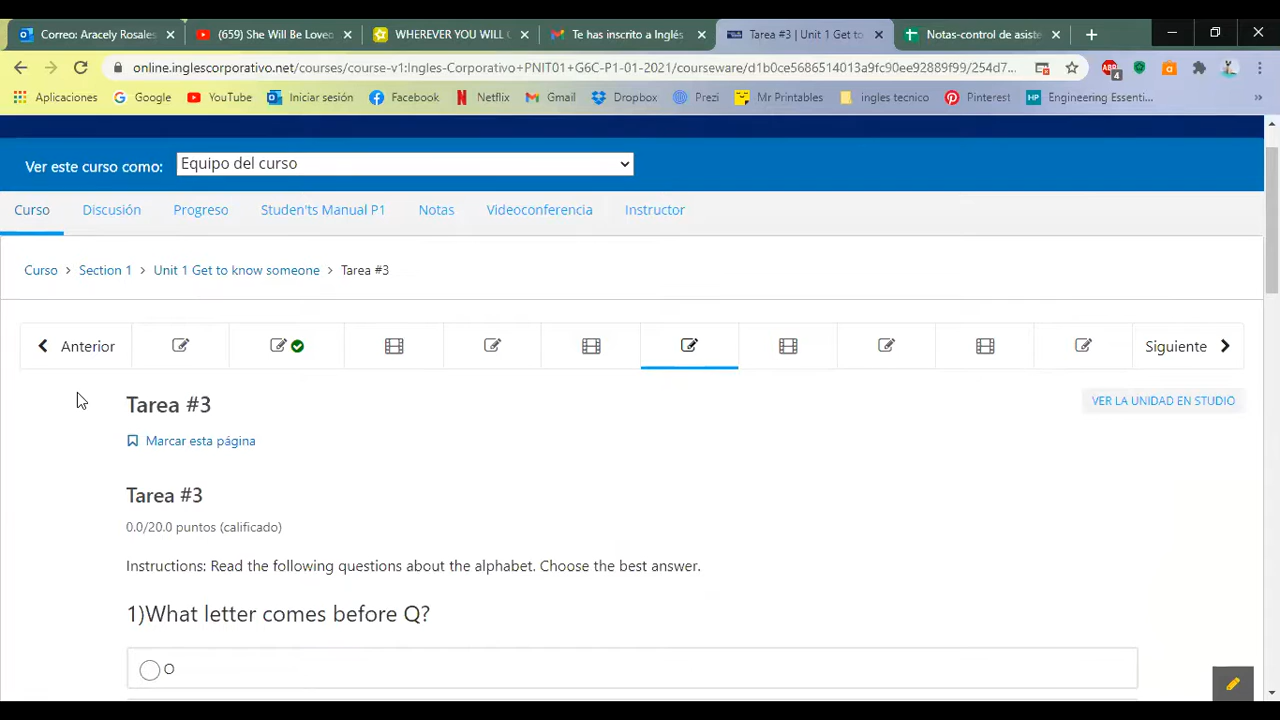 Correo: Aracely Rosales
(659) She Will Be Loved
WHEREVER YOU WILL
Te has inscrito a Inglés
Tarea #3 | Unit 1 Get to
Notas-control de asiste
online.inglescorporativo.net/courses/course-v1:Ingles-Corporativo+PNIT01+G6C-P1-01-2021/courseware/d1b0ce5686514013a9fc90ee92889f99/254d7...
4
Aplicaciones
Google
YouTube
Iniciar sesión
Facebook
Netflix
Gmail
Dropbox
Prezi
Mr Printables
ingles tecnico
Pinterest
Engineering Essenti...
Ver este curso como:
Equipo del curso
Curso
Discusión
Progreso
Studen'ts Manual P1
Notas
Videoconferencia
Instructor
Curso > Section 1 > Unit 1 Get to know someone > Tarea #3
Anterior
Siguiente
Tarea #3
VER LA UNIDAD EN STUDIO
Marcar esta página
Tarea #3
0.0/20.0 puntos (calificado)
Instructions: Read the following questions about the alphabet. Choose the best answer.
1)What letter comes before Q?
O